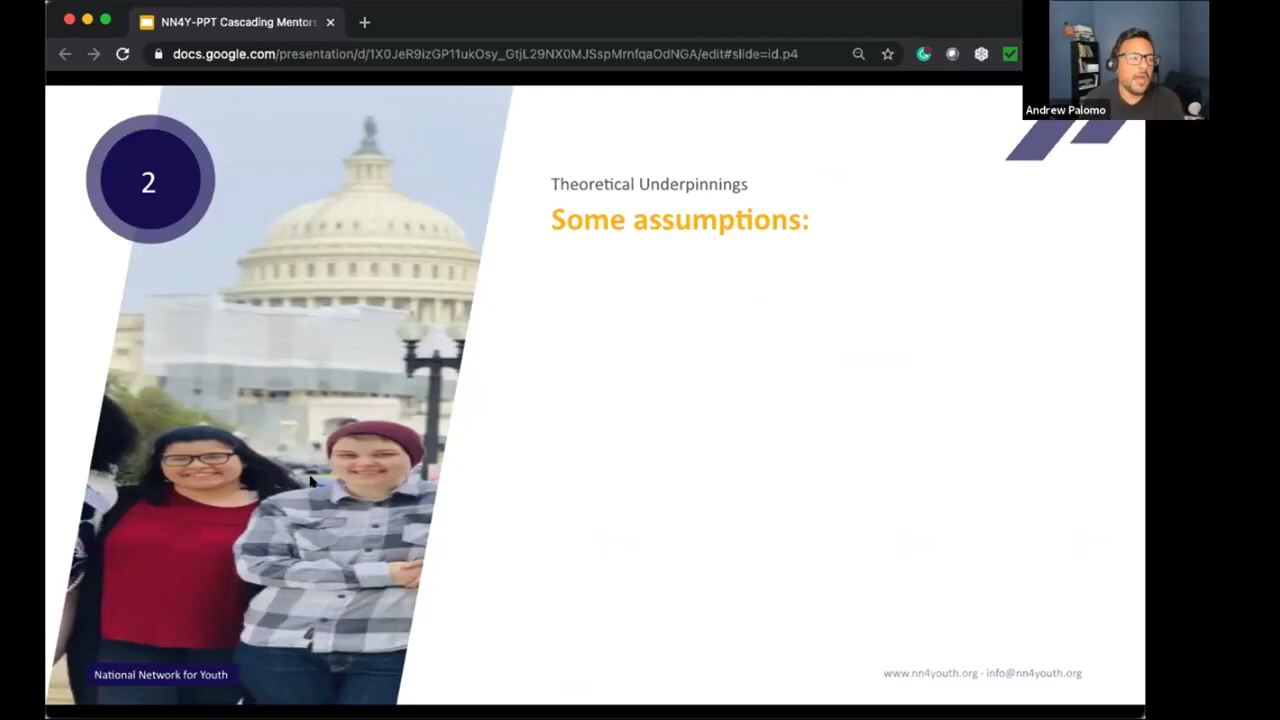 NN4Y-PPT Cascading Mentors
docs.google.com/presentation/d/1X0JeR9izGP11ukOsy_GtjL29NX0MJSspMrnfqaOdNGA/edit#slide=id.p4
Andrew Palomo
2
Theoretical Underpinnings
Some assumptions:
National Network for Youth
www.nn4youth.org · info@nn4youth.org